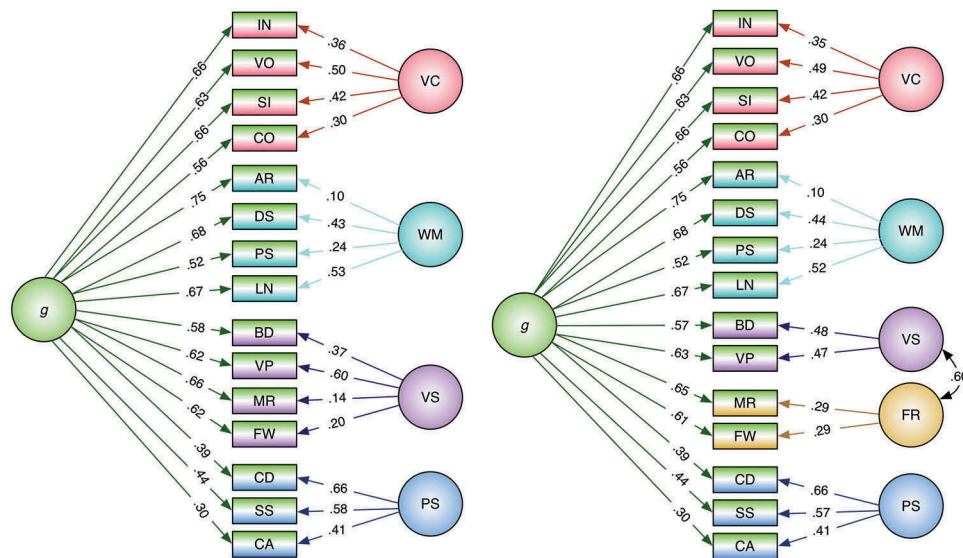 IN
.36
VO
.50
VC
SI
.42
CO
.30
.66
.63
.66
.56
AR
.10
.75
DS
.43
WM
.68
PS
.24
.52
LN
.53
.67
g
BD
.58
.37
VP
.62
.60
MR
.66
.14
VS
FW
.62
.20
CD
.39
.66
SS
.44
.58
PS
CA
.30
.41
IN
.35
VO
.49
VC
SI
.42
CO
.30
.66
.63
.66
.56
AR
.10
.75
DS
.44
WM
.68
PS
.24
.52
LN
.52
.67
g
BD
.57
.48
VS
VP
.63
.47
MR
.65
.29
FR
FW
.61
.29
CD
.39
.66
SS
.44
.57
PS
CA
.30
.41